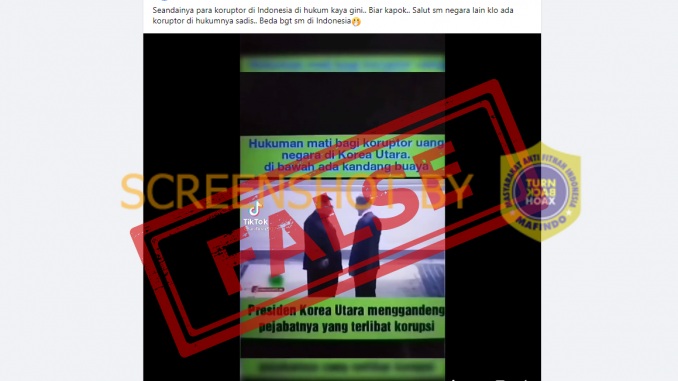 Seandainya para koruptor di Indonesia di hukum kaya gini.. Biar kapok.. Salut sm negara lain klo ada
koruptor di hukumnya sadis.. Beda bgt sm di Indonesia
Hukuman mati bagi koruptor uang
negara di Korea Utara.
di bawah ada kandang buaya
SCREENSHOT BY
MASYARAKAT ANTI FITNAH INDONESIA
TURN
BACK
HOAX
MAFINDO
TikTok
FALSE
Presiden Korea Utara menggandeng
pejabatnya yang terlibat korupsi